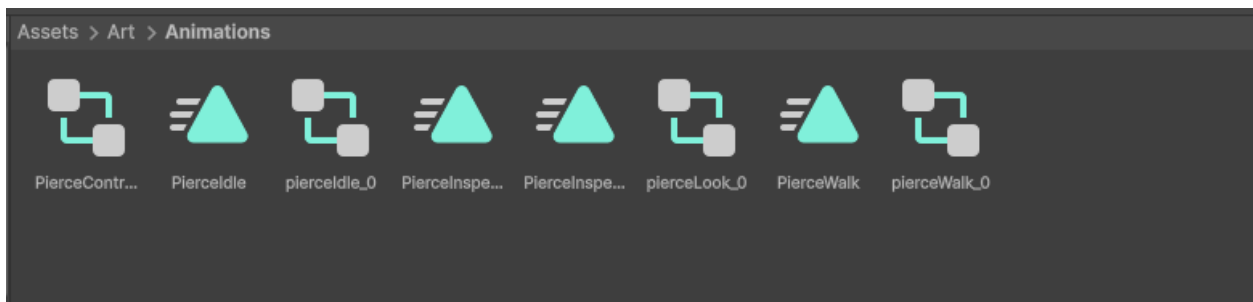 Assets > Art > Animations
PierceContr... PierceIdle pierceIdle_0 PierceInspe... PierceInspe... pierceLook_0 PierceWalk pierceWalk_0